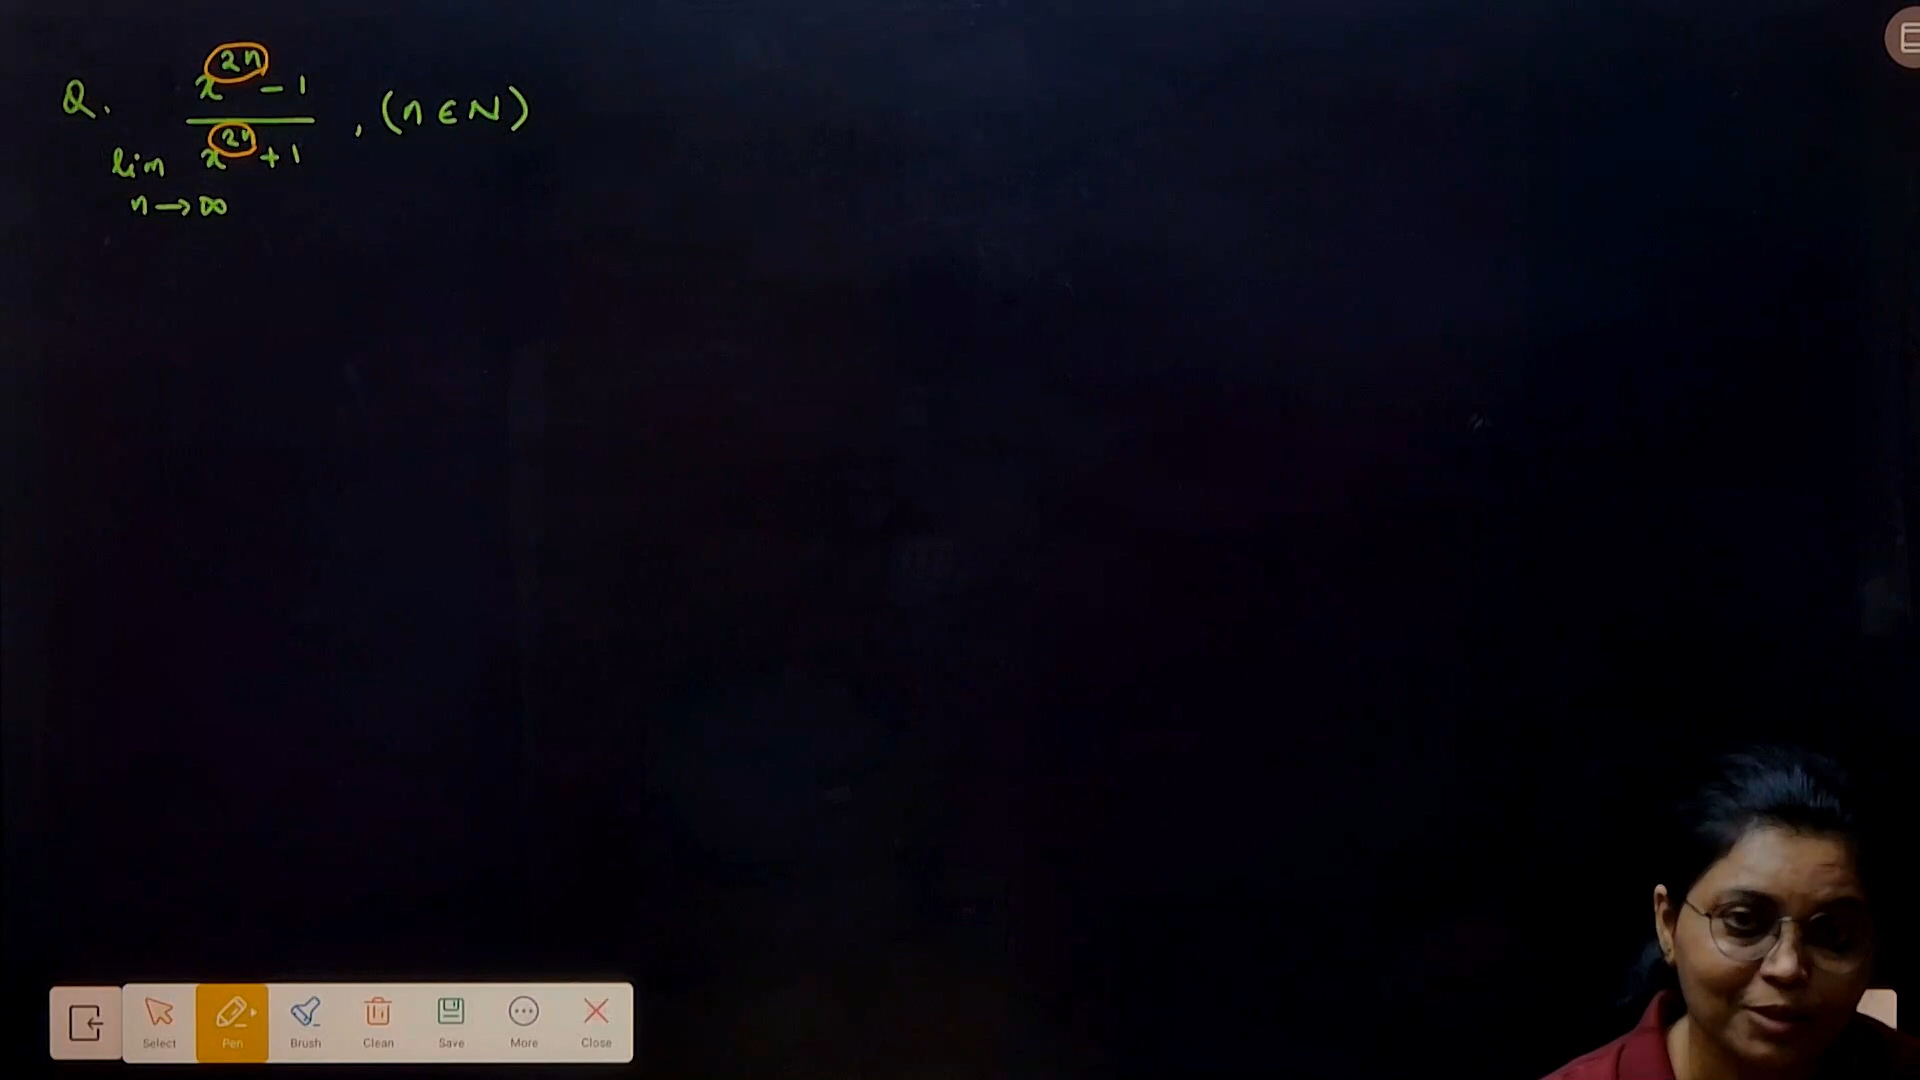 Q. lim n→∞ (x^2n - 1)/(x^2n + 1), (n ∈ N)
Select Pen Brush Clean Save More Close